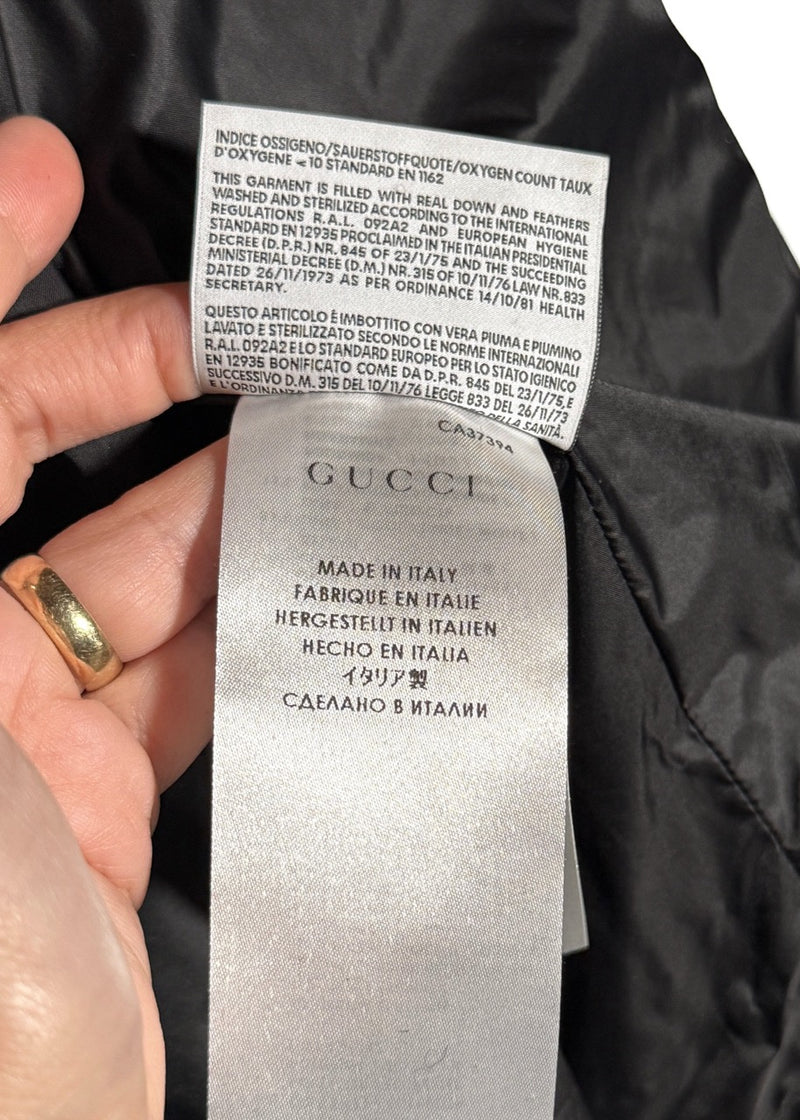 INDICE OSSIGENO/SAUERSTOFFQUOTE/OXYGEN COUNT TAUX
D'OXYGENE <10 STANDARD EN 1162
THIS GARMENT IS FILLED WITH REAL DOWN AND FEATHERS
WASHED AND STERILIZED ACCORDING TO THE INTERNATIONAL
REGULATIONS R.A.L. 092A2 AND EUROPEAN HYGIENE
STANDARD EN 12935 PROCLAIMED IN THE ITALIAN PRESIDENTIAL
DECREE (D.P.R.) NR. 845 OF 23/1/75 AND THE SUCCEEDING
MINISTERIAL DECREE (D.M.) NR. 315 OF 10/11/76 LAW NR. 833
DATED 26/11/1973 AS PER ORDINANCE 14/10/81 HEALTH
SECRETARY.
QUESTO ARTICOLO È IMBOTTITO CON VERA PIUMA E PIUMINO
LAVATO E STERILIZZATO SECONDO LE NORME INTERNAZIONALI
R.A.L. 092A2 E LO STANDARD EUROPEO PER LO STATO IGIENICO
EN 12935 BONIFICATO COME DA D.P.R. 845 DEL 23/1/75, E
SUCCESSIVO D.M. 315 DEL 10/11/76 LEGGE 833 DEL 26/11/73
E L'ORDINANZA DELLA SANITÀ.
CA37394
GUCCI
MADE IN ITALY
FABRIQUE EN ITALIE
HERGESTELLT IN ITALIEN
HECHO EN ITALIA
イタリア製
СДЕЛАНО В ИТАЛИИ